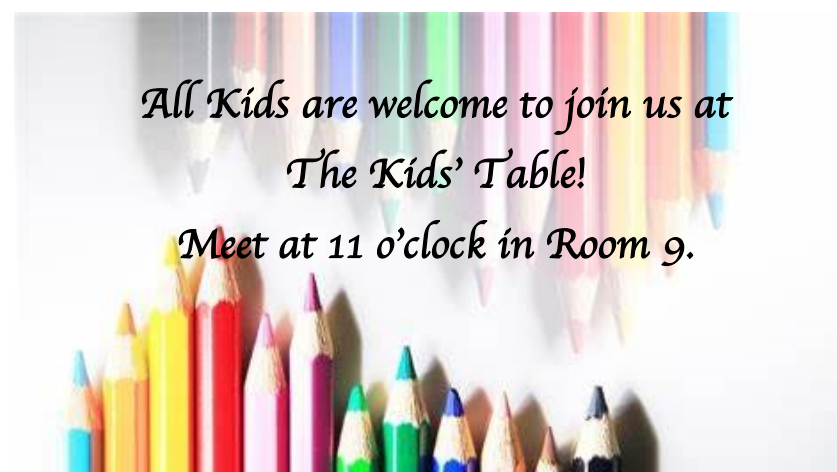 All Kids are welcome to join us at
The Kids’ Table!
Meet at 11 o’clock in Room 9.